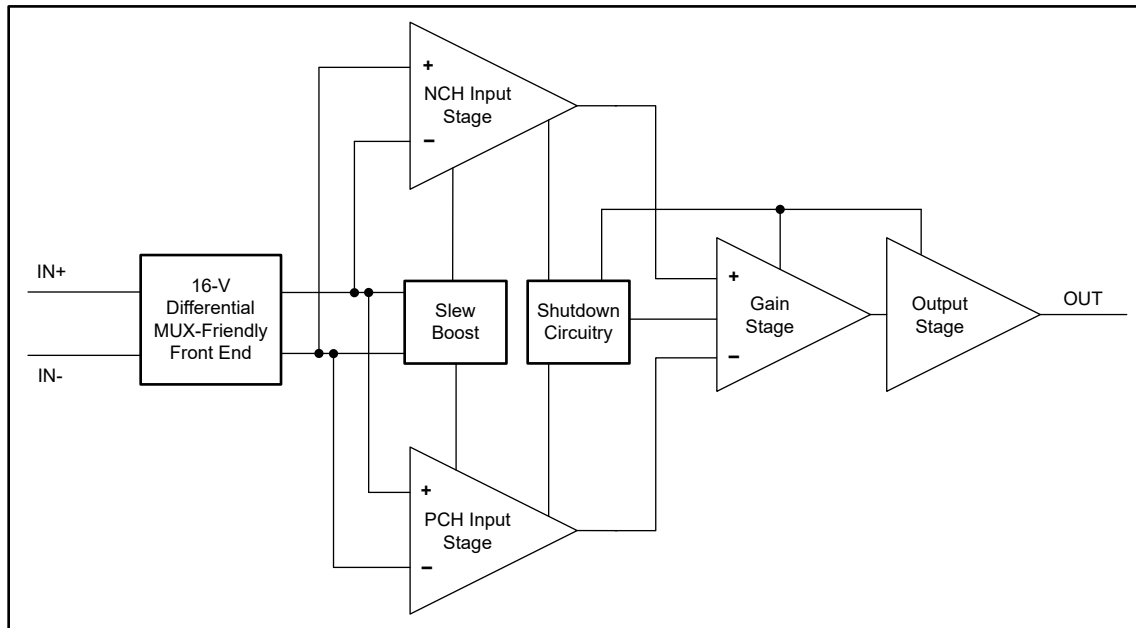 +
NCH Input
Stage
−
IN+
IN-
16-V
Differential
MUX-Friendly
Front End
Slew
Boost
Shutdown
Circuitry
+
Gain
Stage
−
Output
Stage
OUT
+
PCH Input
Stage
−